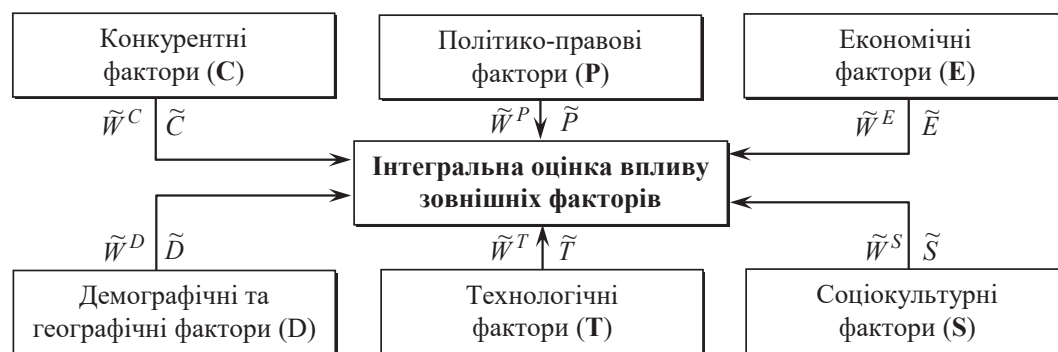 Конкурентні
фактори (C)
Політико-правові
фактори (P)
Економічні
фактори (E)
W̃^C C̃
W̃^P P̃
W̃^E Ẽ
Інтегральна оцінка впливу
зовнішніх факторів
W̃^D D̃
W̃^T T̃
W̃^S S̃
Демографічні та
географічні фактори (D)
Технологічні
фактори (T)
Соціокультурні
фактори (S)